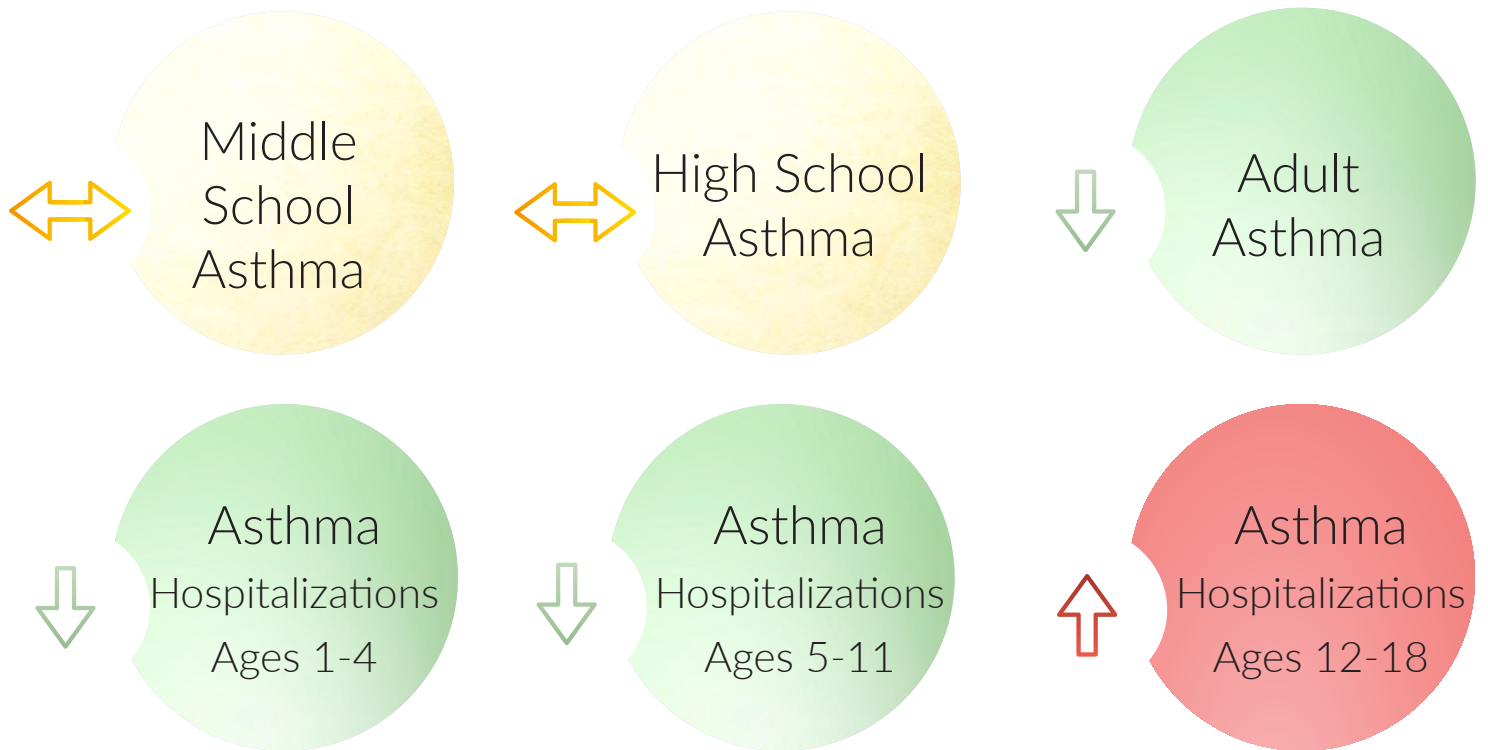 Middle
School
Asthma
High School
Asthma
Adult
Asthma
Asthma
Hospitalizations
Ages 1-4
Asthma
Hospitalizations
Ages 5-11
Asthma
Hospitalizations
Ages 12-18